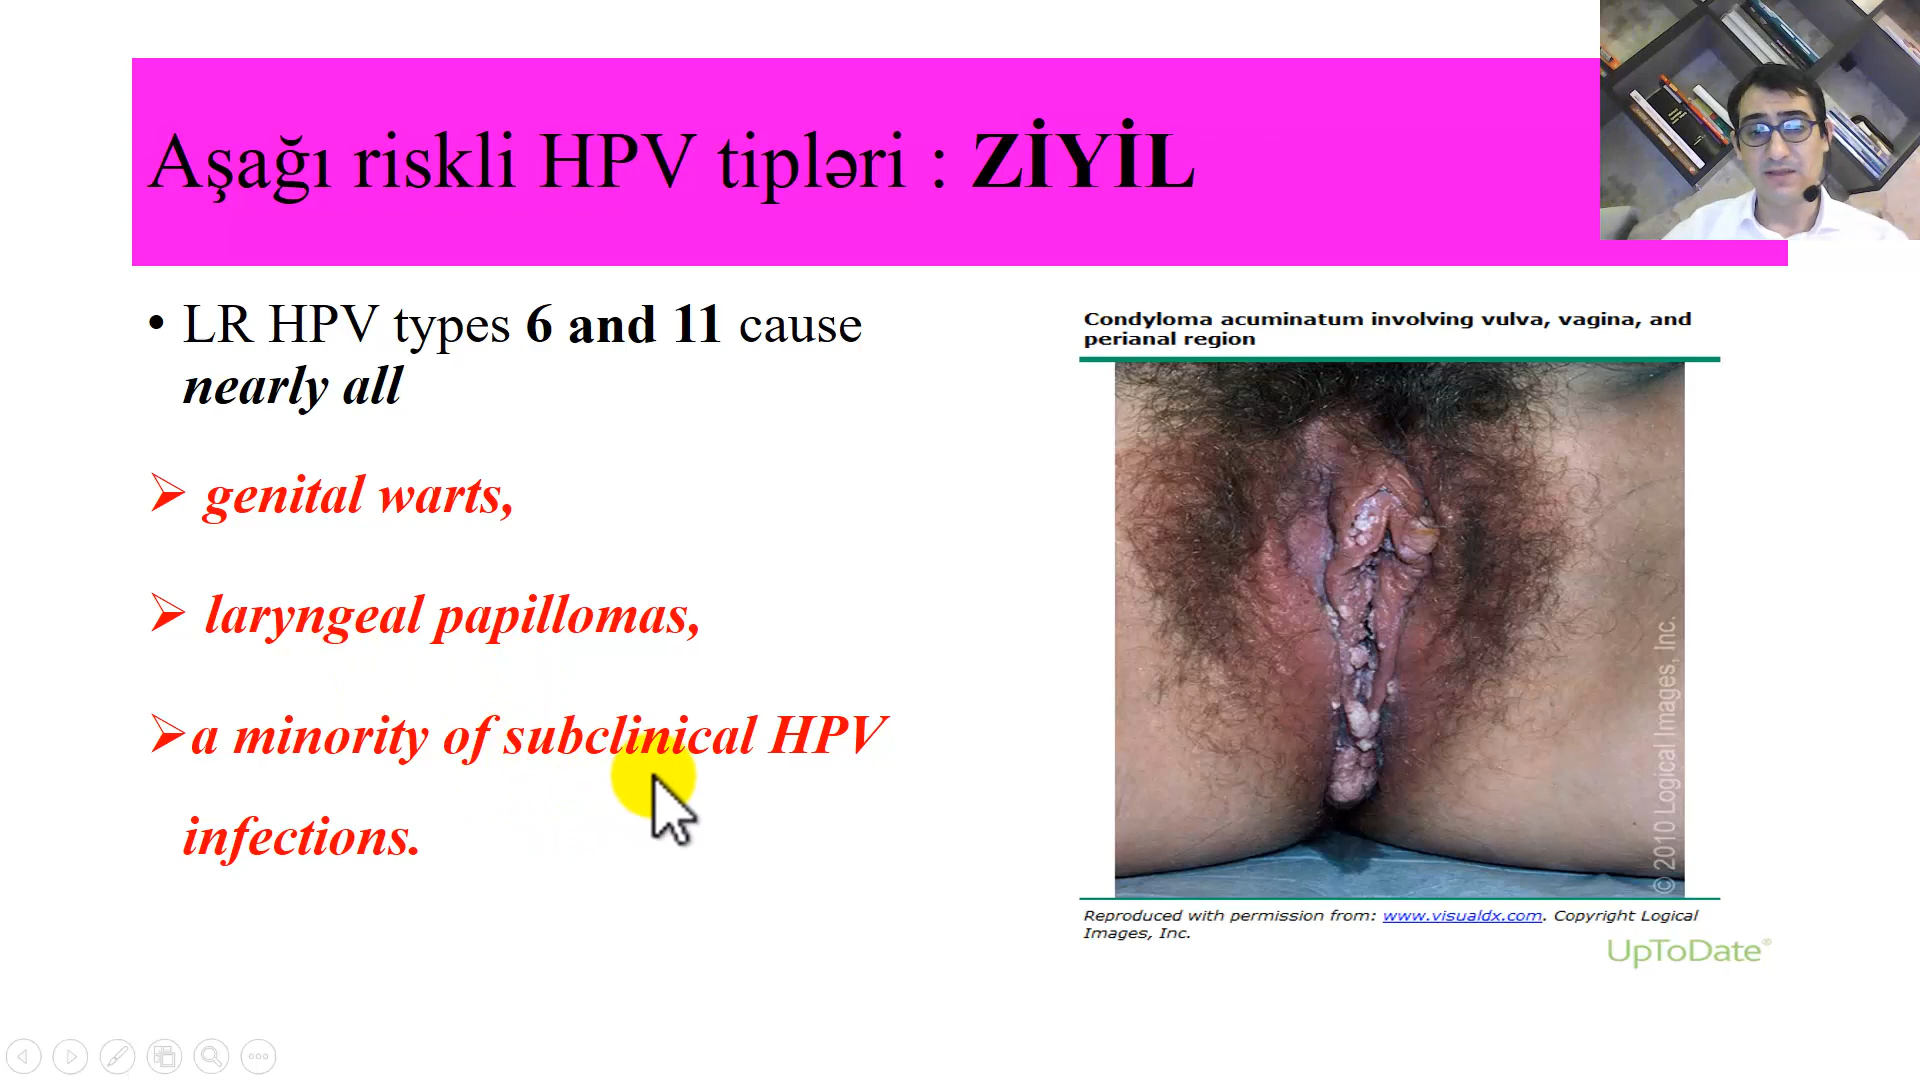 Aşağı riskli HPV tipləri : ZİYİL
• LR HPV types 6 and 11 cause
nearly all
➢ genital warts,
➢ laryngeal papillomas,
➢a minority of subclinical HPV
infections.
Condyloma acuminatum involving vulva, vagina, and
perianal region
© 2010 Logical Images, Inc.
Reproduced with permission from: www.visualdx.com. Copyright Logical
Images, Inc.
UpToDate®